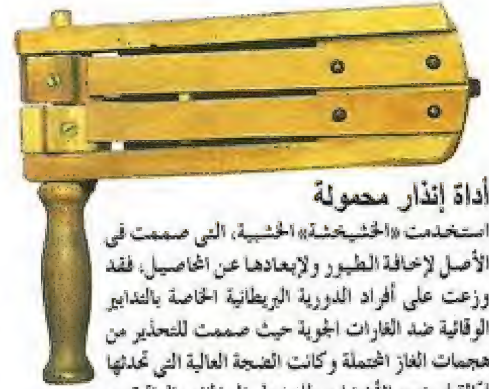 أداة إنذار محمولة
استخدمت «الخشيخشة» الخشبية، التي صممت في
الأصل لإخافة الطيور ولإبعادها عن المحاصيل، فقد
وزعت على أفراد الدورية البريطانية الخاصة بالتدابير
الوقائية ضد الغارات الجوية حيث صممت للتحذير من
هجمات الغاز المحتملة وكانت الضجة العالية التي تحدثها